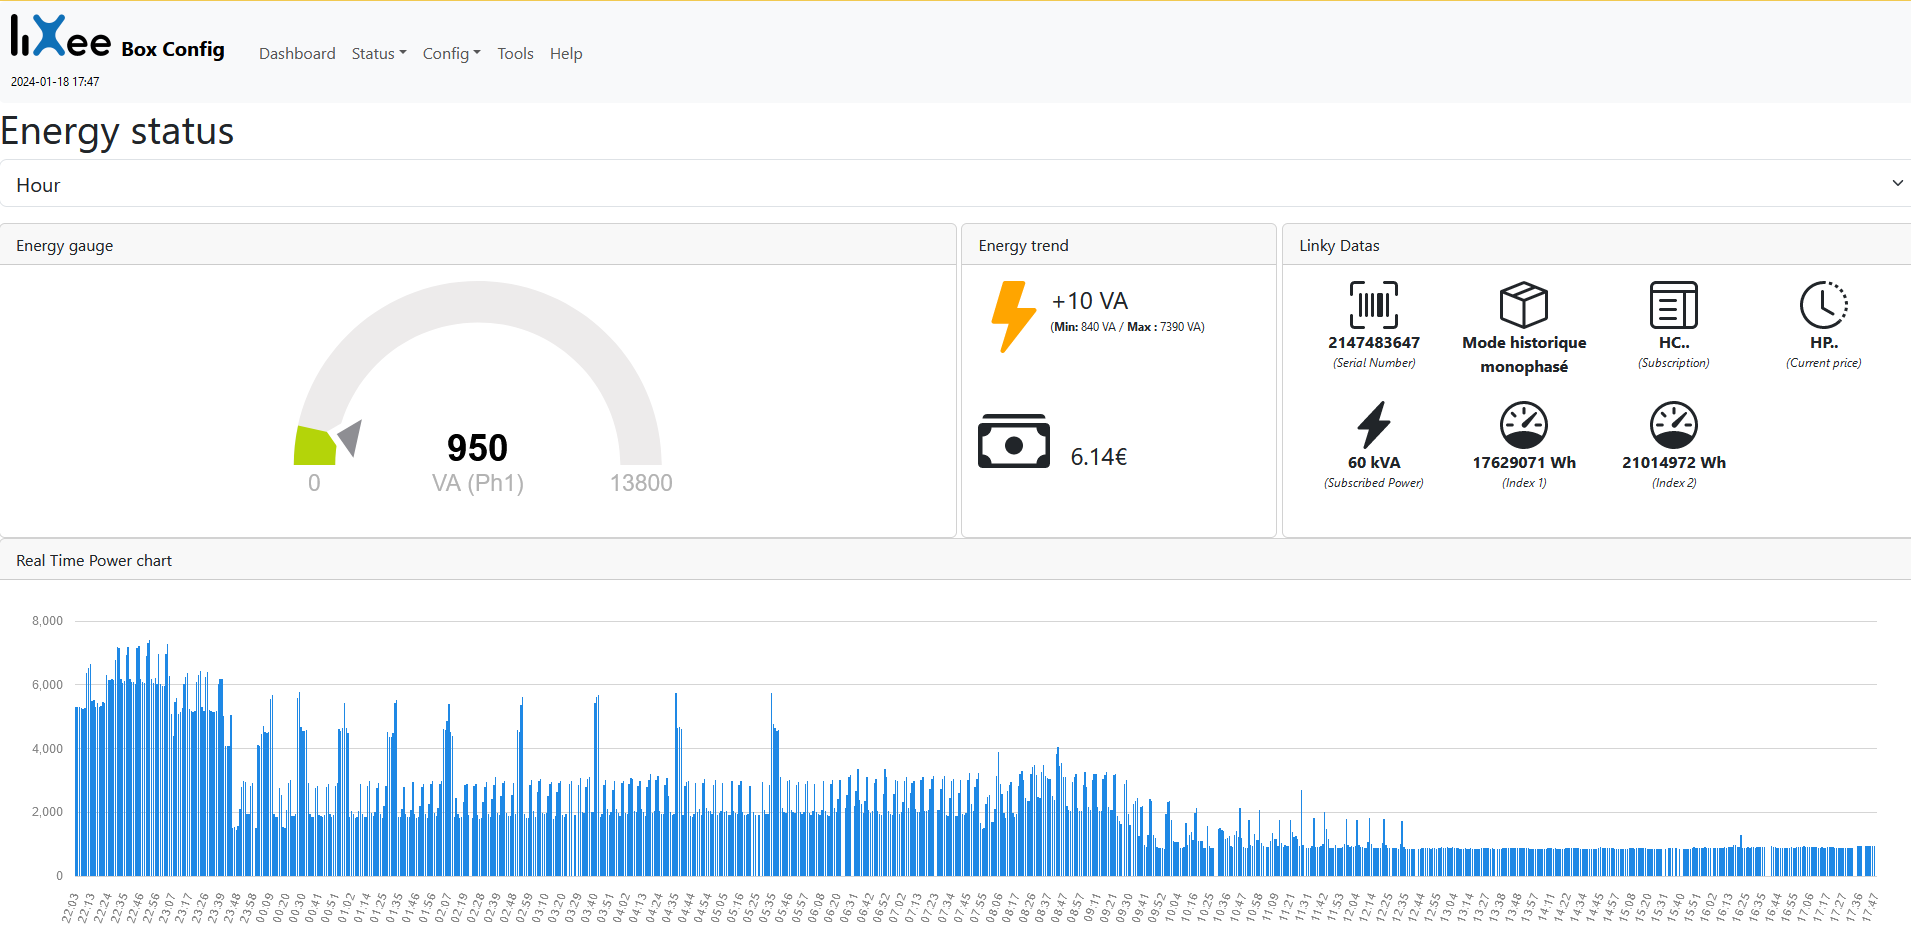 liXee Box Config
Dashboard Status Config Tools Help
2024-01-18 17:47
Energy status
Hour
Energy gauge
950
VA (Ph1)
0
13800
Energy trend
+10 VA
(Min: 840 VA / Max : 7390 VA)
6.14€
Linky Datas
2147483647
(Serial Number)
Mode historique
monophasé
HC..
(Subscription)
HP..
(Current price)
60 kVA
(Subscribed Power)
17629071 Wh
(Index 1)
21014972 Wh
(Index 2)
Real Time Power chart
8,000
6,000
4,000
2,000
0
22:03 22:13 22:24 22:35 22:46 22:56 23:07 23:17 23:26 23:39 23:48 23:58 00:09 00:20 00:30 00:41 01:02 01:14 01:25 01:35 01:46 01:56 02:07 02:19 02:28 02:39 02:48 02:59 03:10 03:20 03:29 03:40 03:51 04:02 04:13 04:24 04:35 04:44 04:54 05:05 05:16 05:25 05:35 05:46 05:57 06:08 06:20 06:31 06:42 06:52 07:02 07:13 07:23 07:34 07:45 07:55 08:06 08:17 08:26 08:37 08:47 08:57 09:11 09:21 09:30 09:41 09:52 10:04 10:16 10:25 10:36 10:47 10:58 11:09 11:21 11:31 11:42 11:53 12:04 12:14 12:25 12:35 12:44 12:55 13:04 13:14 13:27 13:38 13:48 13:57 14:11 14:22 14:34 14:45 14:57 15:08 15:20 15:31 15:40 15:51 16:02 16:13 16:25 16:35 16:44 16:55 17:06 17:17 17:27 17:36 17:47